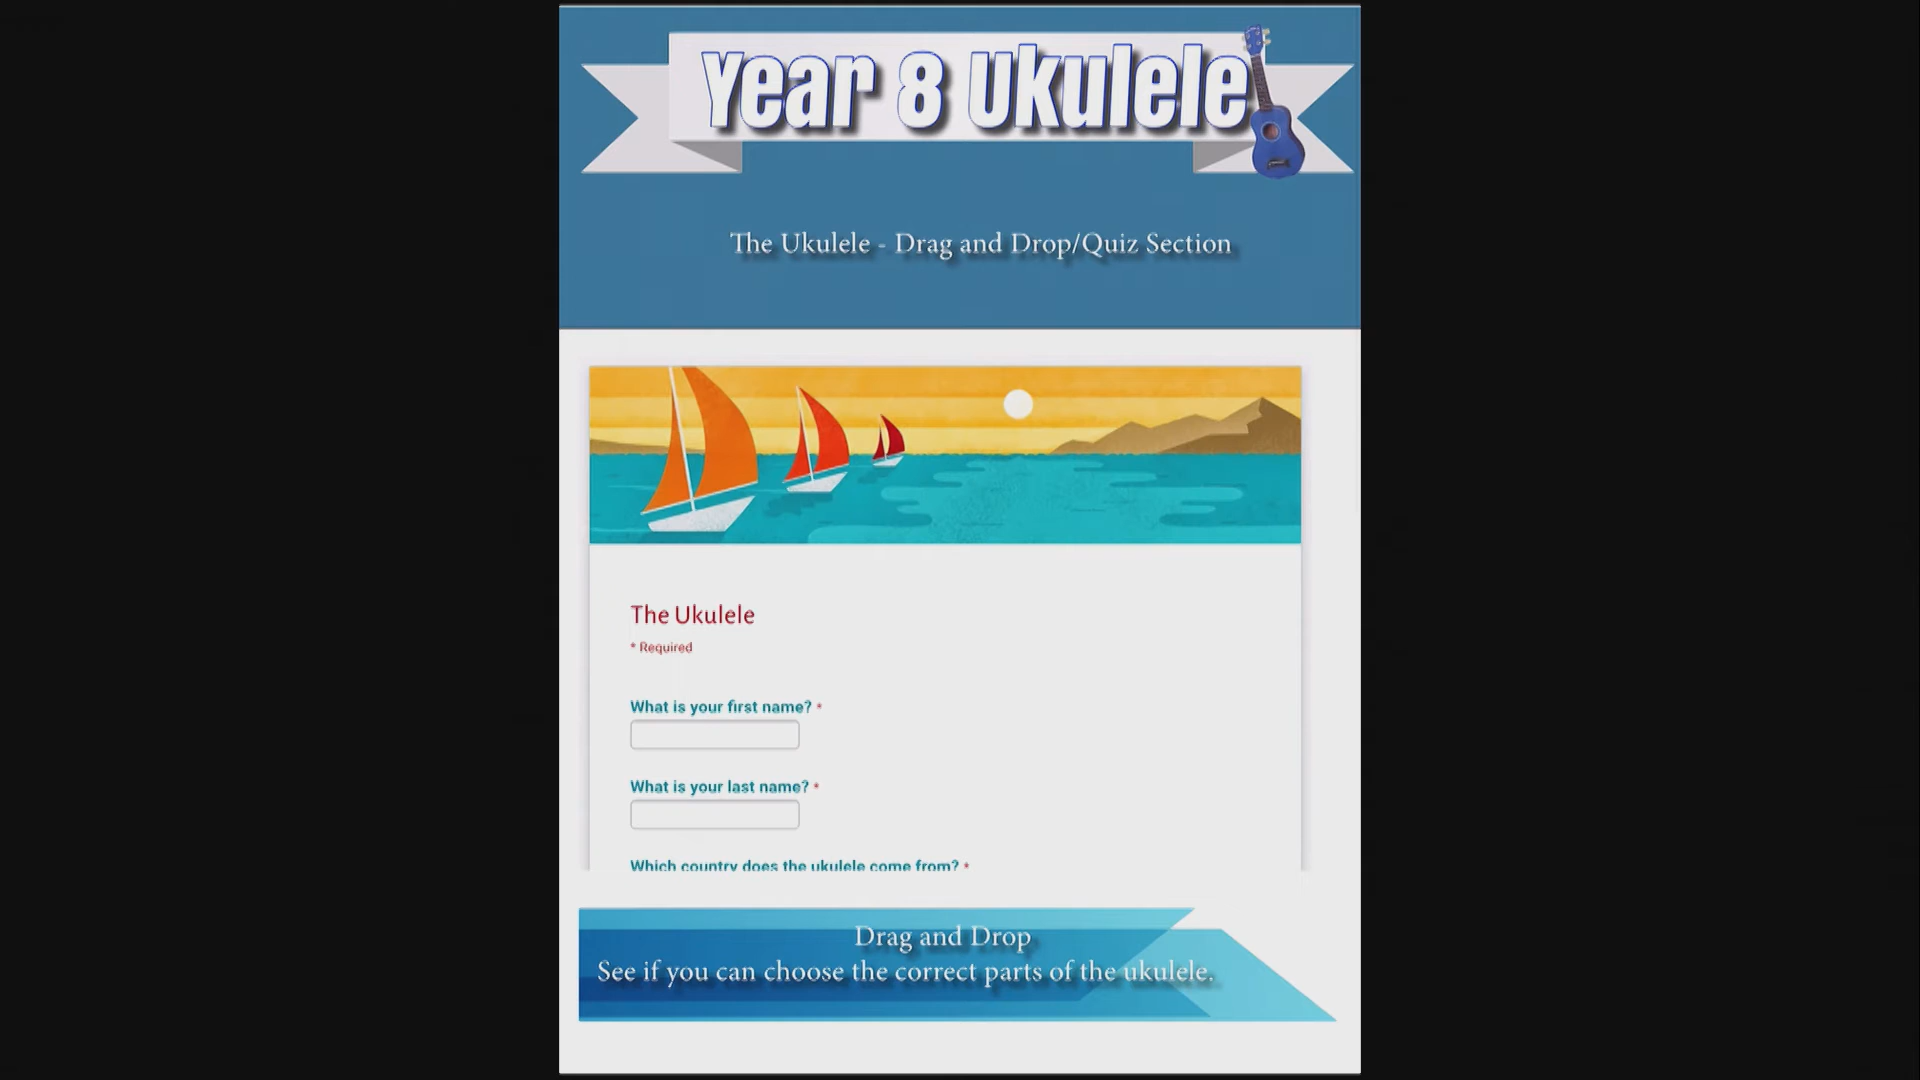 Year 8 Ukulele
The Ukulele - Drag and Drop/Quiz Section
The Ukulele
* Required
What is your first name? *
What is your last name? *
Which country does the ukulele come from? *
Drag and Drop
See if you can choose the correct parts of the ukulele.